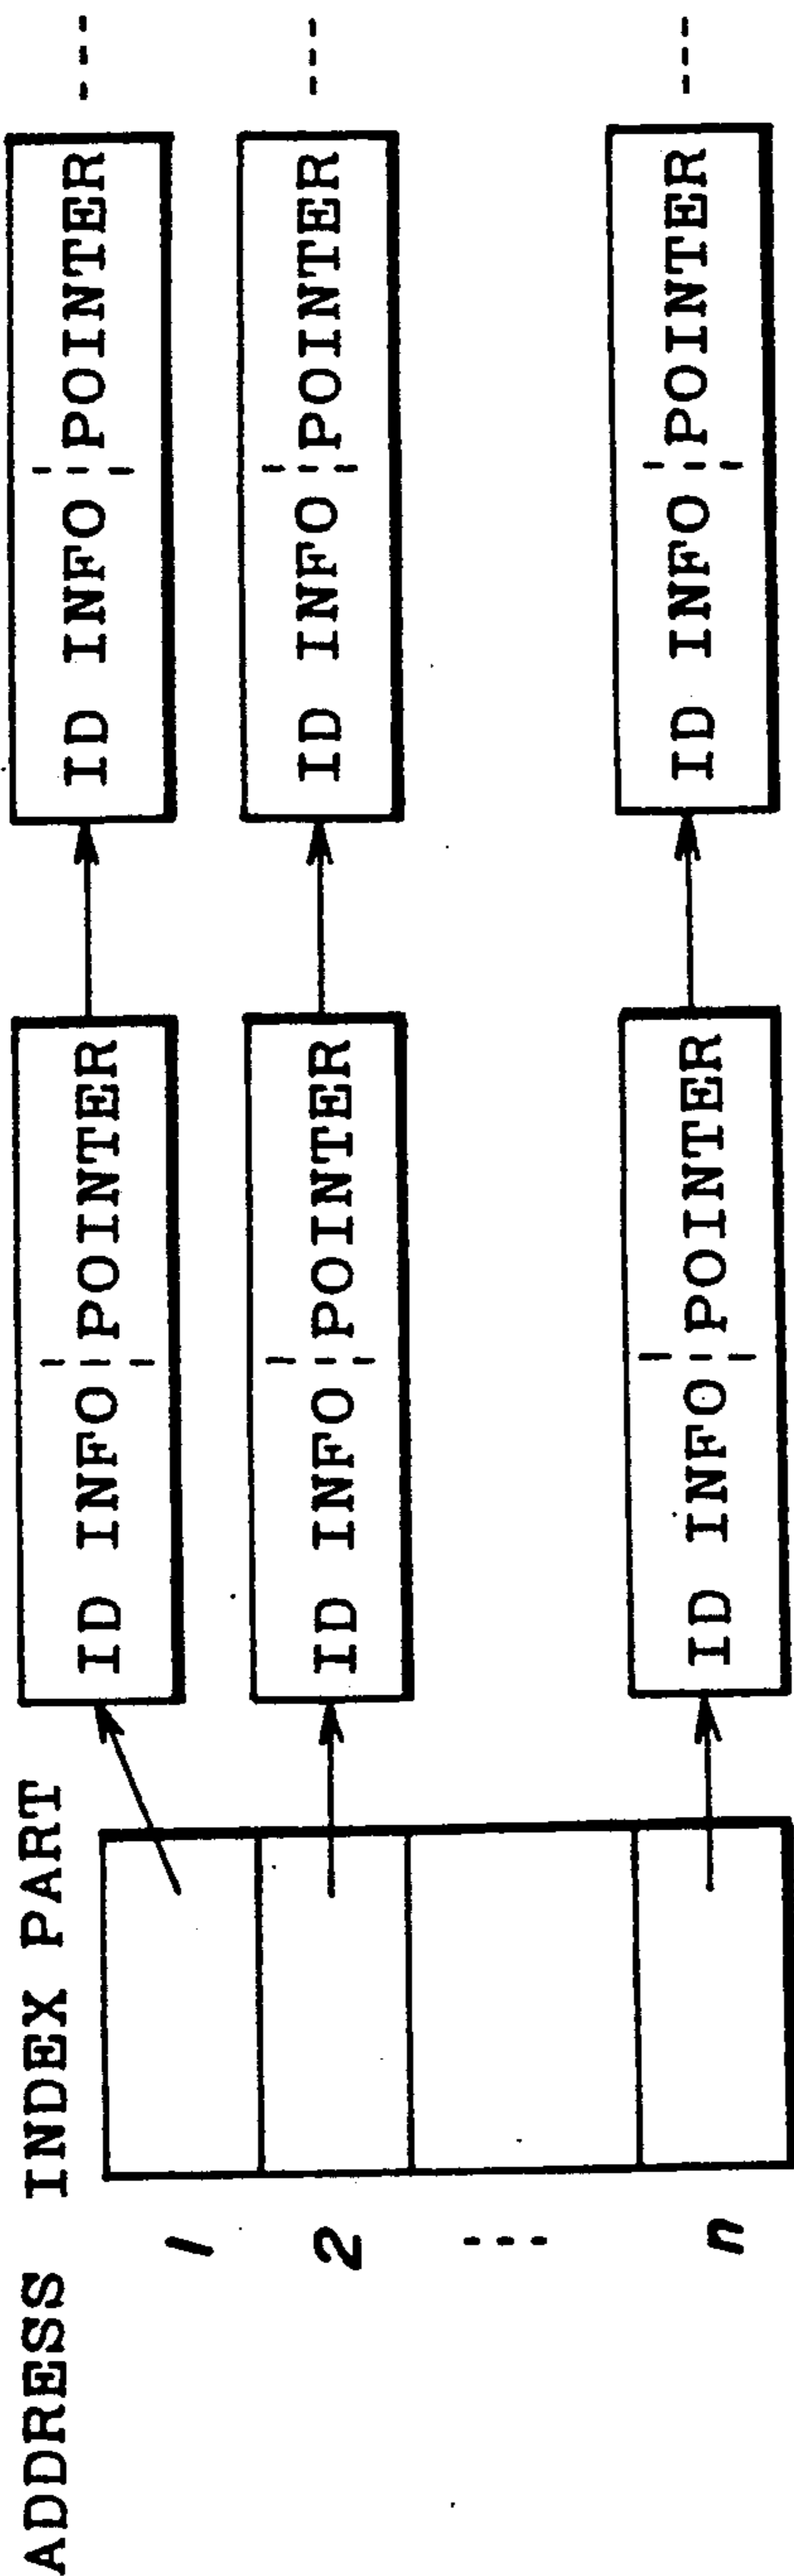 ADDRESS INDEX PART
1 ID INFO POINTER ID INFO POINTER ---
2 ID INFO POINTER ID INFO POINTER ---
---
n ID INFO POINTER ID INFO POINTER ---